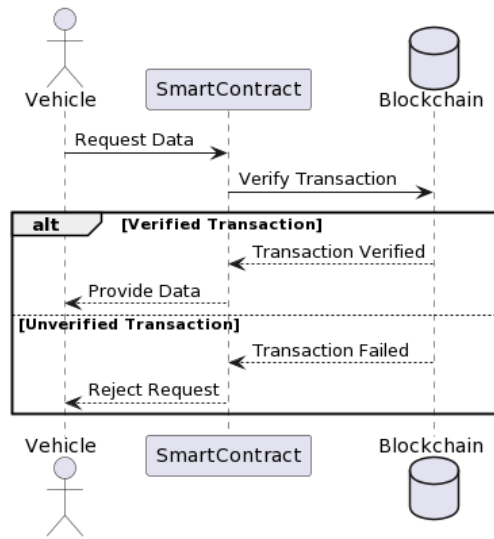 Vehicle
SmartContract
Blockchain
Request Data
Verify Transaction
alt
[Verified Transaction]
Transaction Verified
Provide Data
[Unverified Transaction]
Transaction Failed
Reject Request
Vehicle
SmartContract
Blockchain